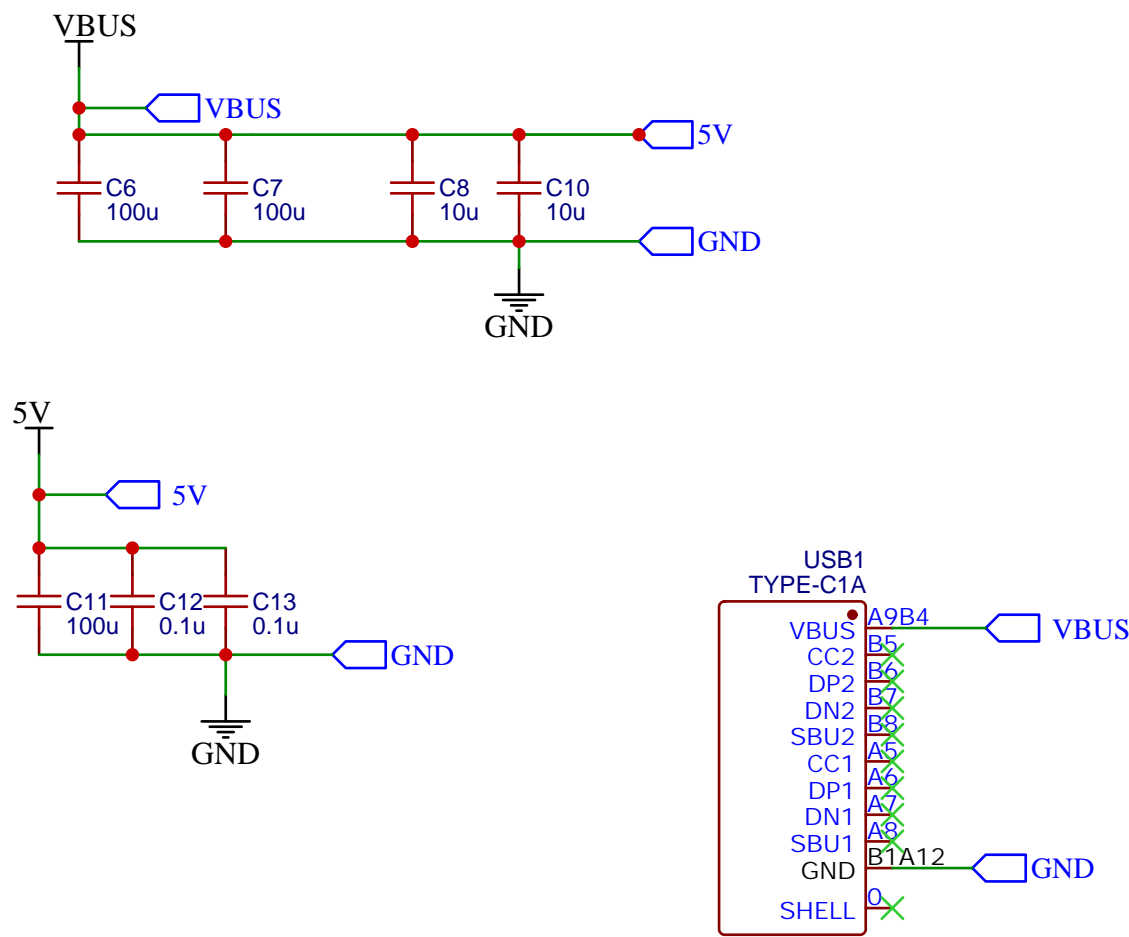 VBUS
VBUS
5V
C6
100u
C7
100u
C8
10u
C10
10u
GND
GND
5V
5V
C11
100u
C12
0.1u
C13
0.1u
GND
GND
USB1
TYPE-C1A
VBUS A9B4 VBUS
CC2 B5
DP2 B6
DN2 B7
SBU2 B8
CC1 A5
DP1 A6
DN1 A7
SBU1 A8
GND B1A12 GND
SHELL 0